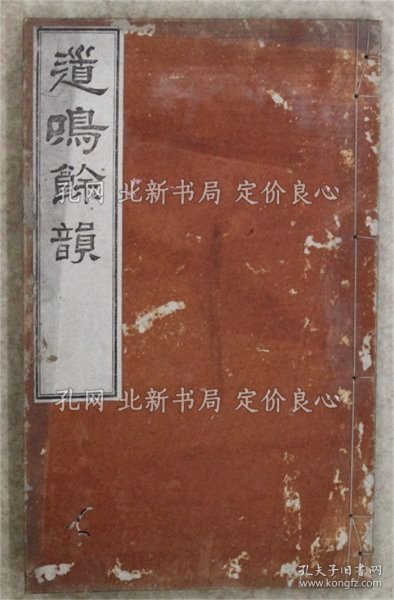 道鳴餘韻
孔网 北新书局 定价良心
孔网 北新书局 定价良心
孔夫子旧书网
www.kongfz.com